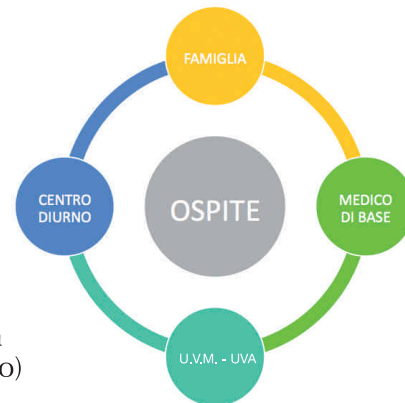 FAMIGLIA
CENTRO
DIURNO
OSPITE
MEDICO
DI BASE
U.V.M. - UVA